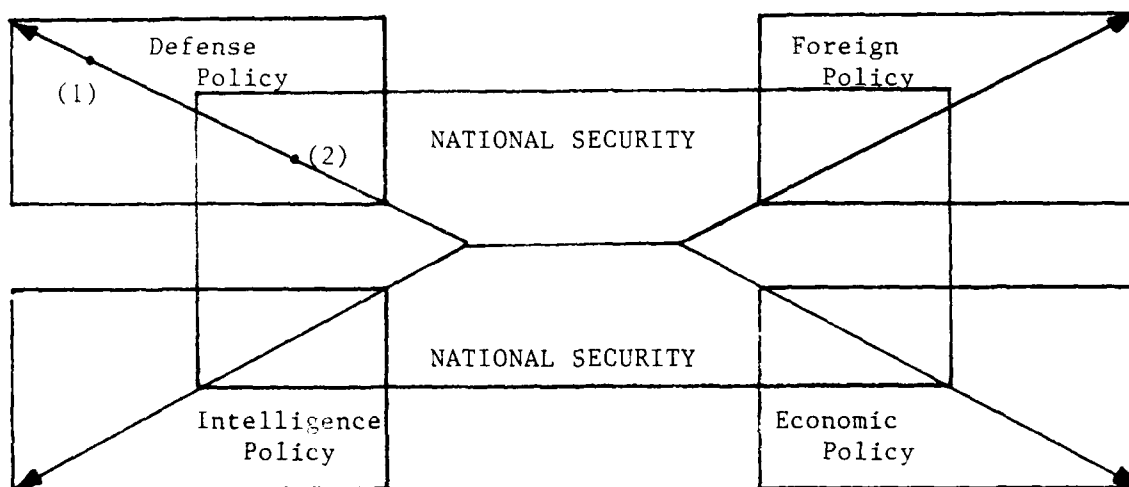 Defense
Policy
Foreign
Policy
(1)
NATIONAL SECURITY
(2)
NATIONAL SECURITY
Intelligence
Policy
Economic
Policy